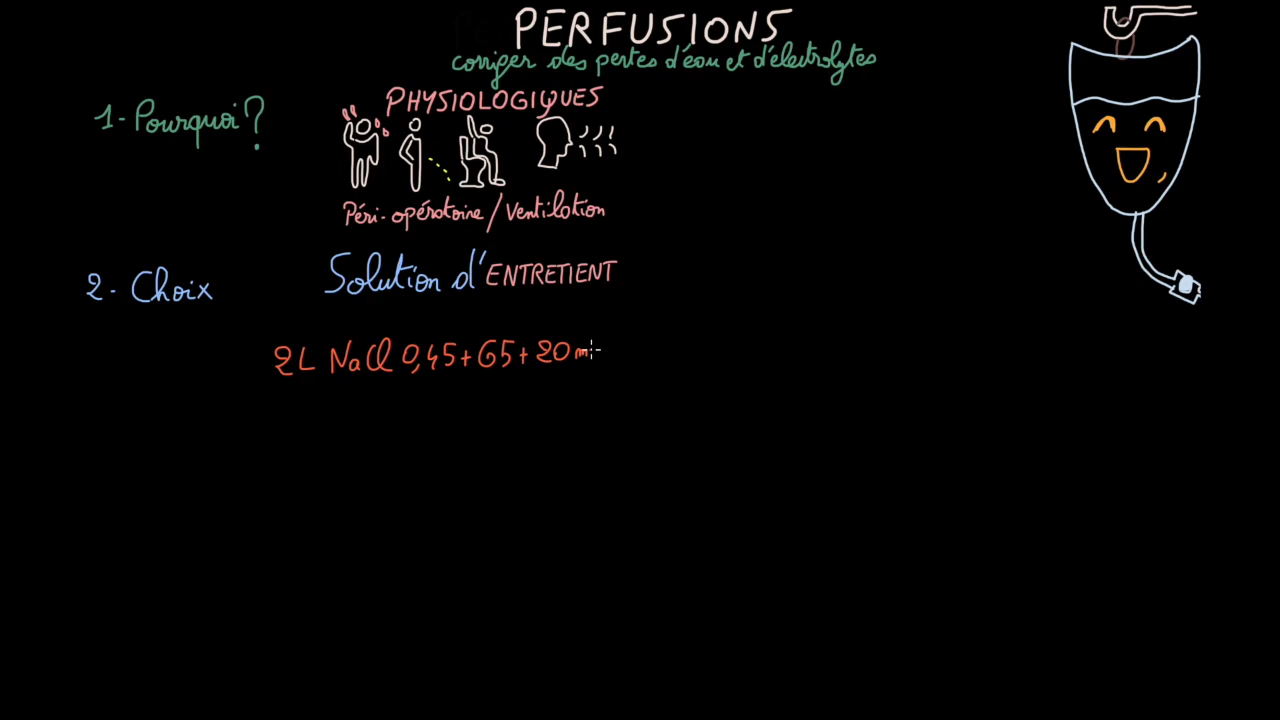 PERFUSIONS
corriger des pertes d'eau et d'électrolytes
1- Pourquoi?
PHYSIOLOGIQUES
Péri-opératoire / Ventilation
2- Choix
Solution d'ENTRETIENT
2L NaCl 0,45 + G5 + 20 m